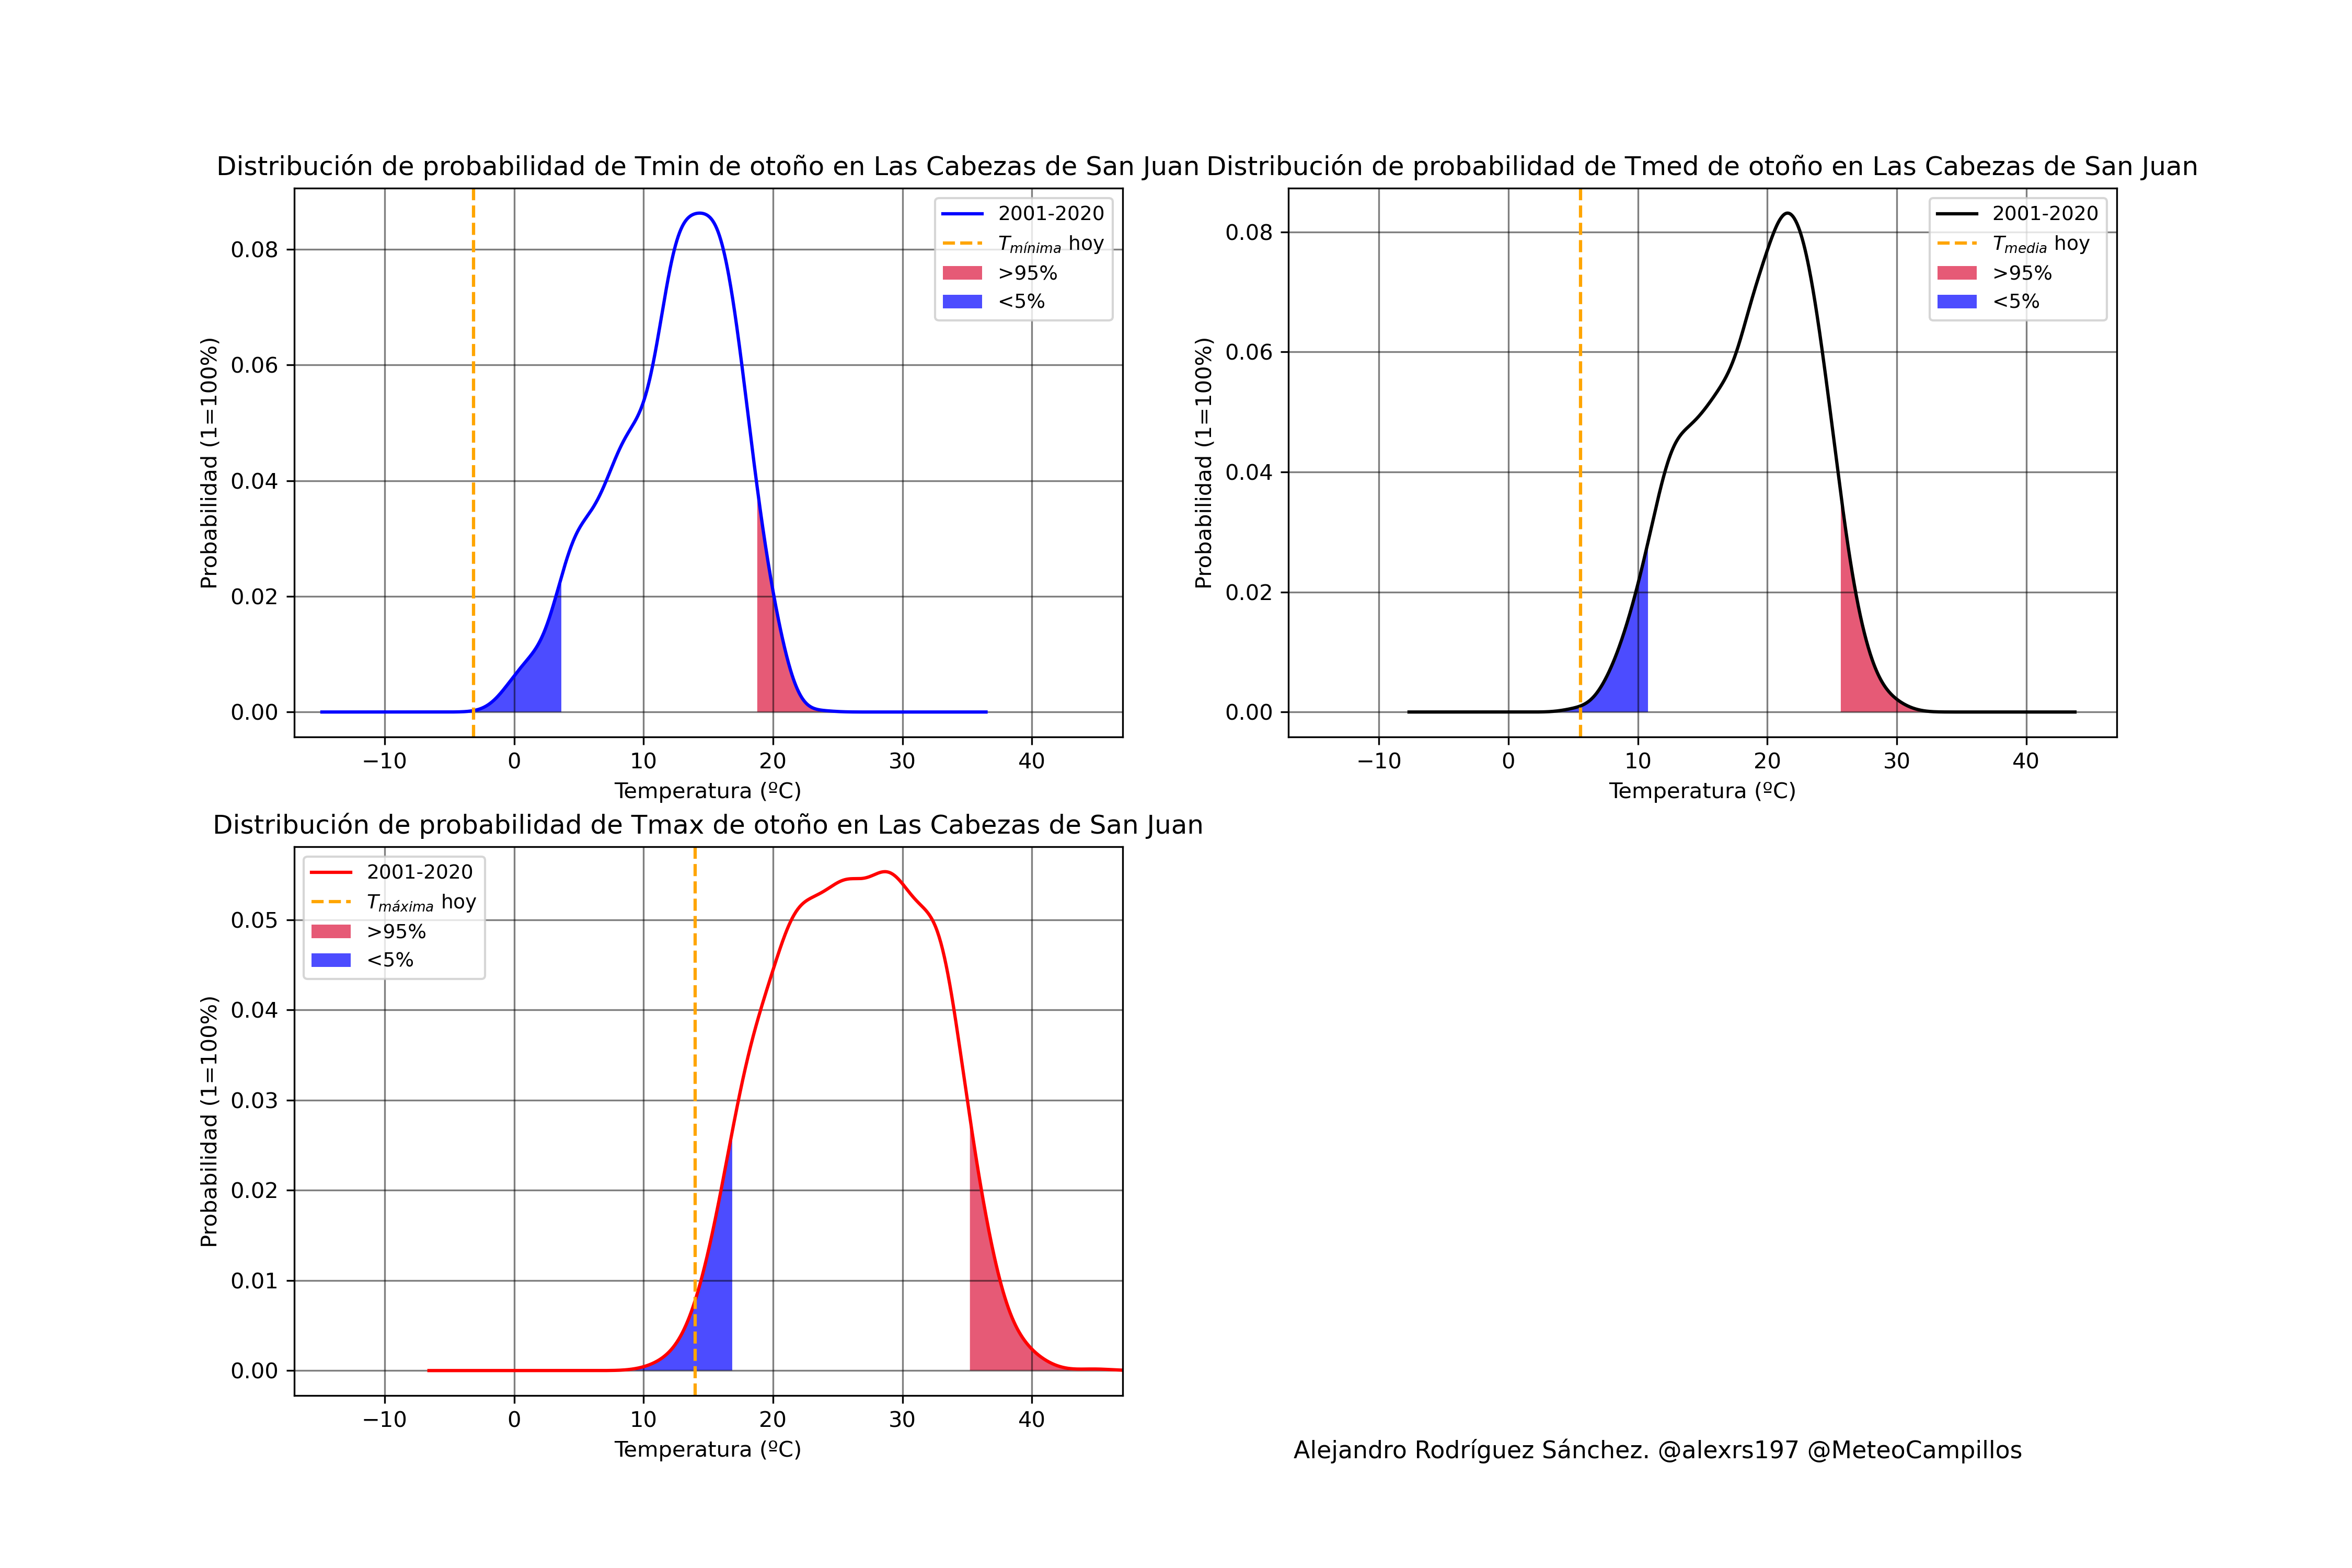 Distribución de probabilidad de Tmin de otoño en Las Cabezas de San Juan
Probabilidad (1=100%)
0.08
0.06
0.04
0.02
0.00
2001-2020
Tmínima hoy
>95%
<5%
−10 0 10 20 30 40
Temperatura (ºC)
Distribución de probabilidad de Tmed de otoño en Las Cabezas de San Juan
Probabilidad (1=100%)
0.08
0.06
0.04
0.02
0.00
2001-2020
Tmedia hoy
>95%
<5%
−10 0 10 20 30 40
Temperatura (ºC)
Distribución de probabilidad de Tmax de otoño en Las Cabezas de San Juan
Probabilidad (1=100%)
0.05
0.04
0.03
0.02
0.01
0.00
2001-2020
Tmáxima hoy
>95%
<5%
−10 0 10 20 30 40
Temperatura (ºC)
Alejandro Rodríguez Sánchez. @alexrs197 @MeteoCampillos